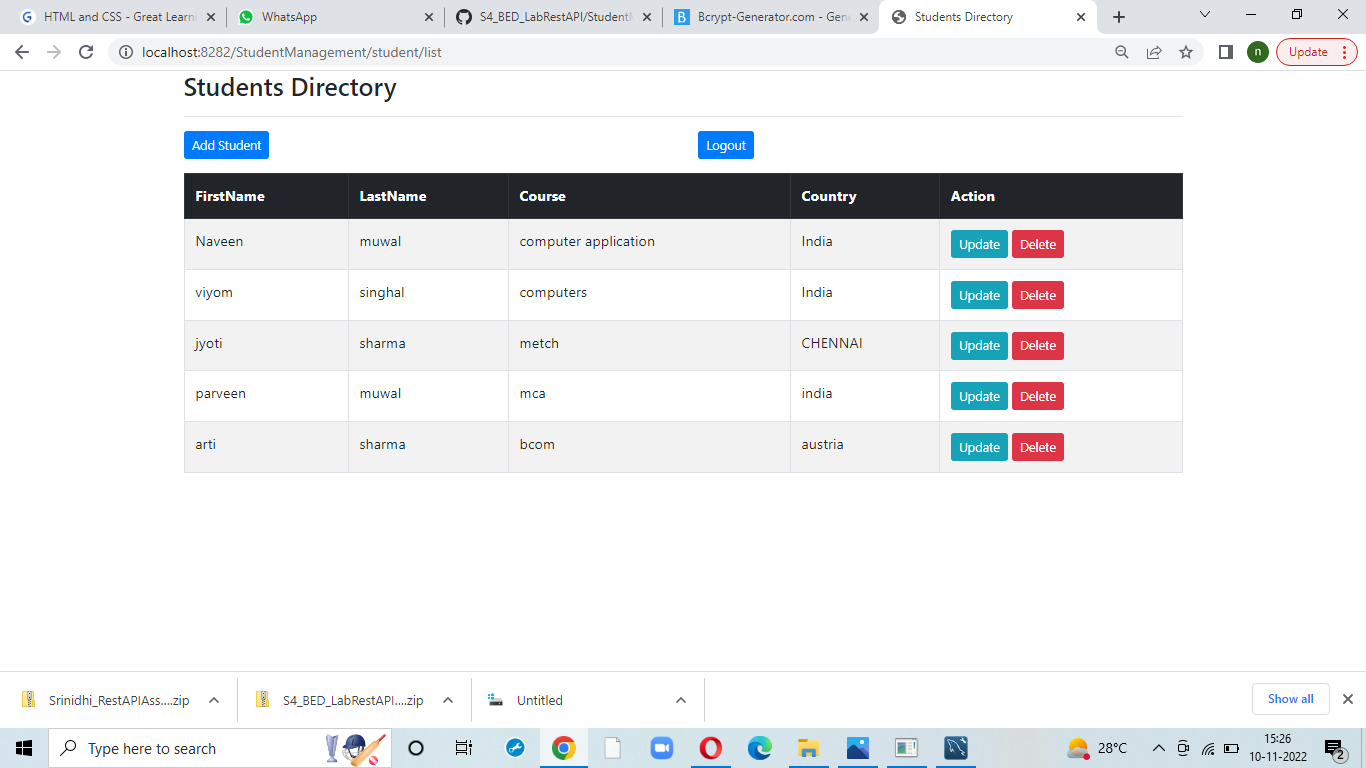 HTML and CSS - Great Learni
WhatsApp
S4_BED_LabRestAPI/StudentM
Bcrypt-Generator.com - Gene
Students Directory
localhost:8282/StudentManagement/student/list
n
Update
Students Directory
Add Student
Logout
FirstName LastName Course Country Action
Naveen muwal computer application India Update Delete
viyom singhal computers India Update Delete
jyoti sharma metch CHENNAI Update Delete
parveen muwal mca india Update Delete
arti sharma bcom austria Update Delete
Srinidhi_RestAPIAss....zip
S4_BED_LabRestAPI....zip
Untitled
Show all
Type here to search
28°C
15:26
10-11-2022
2